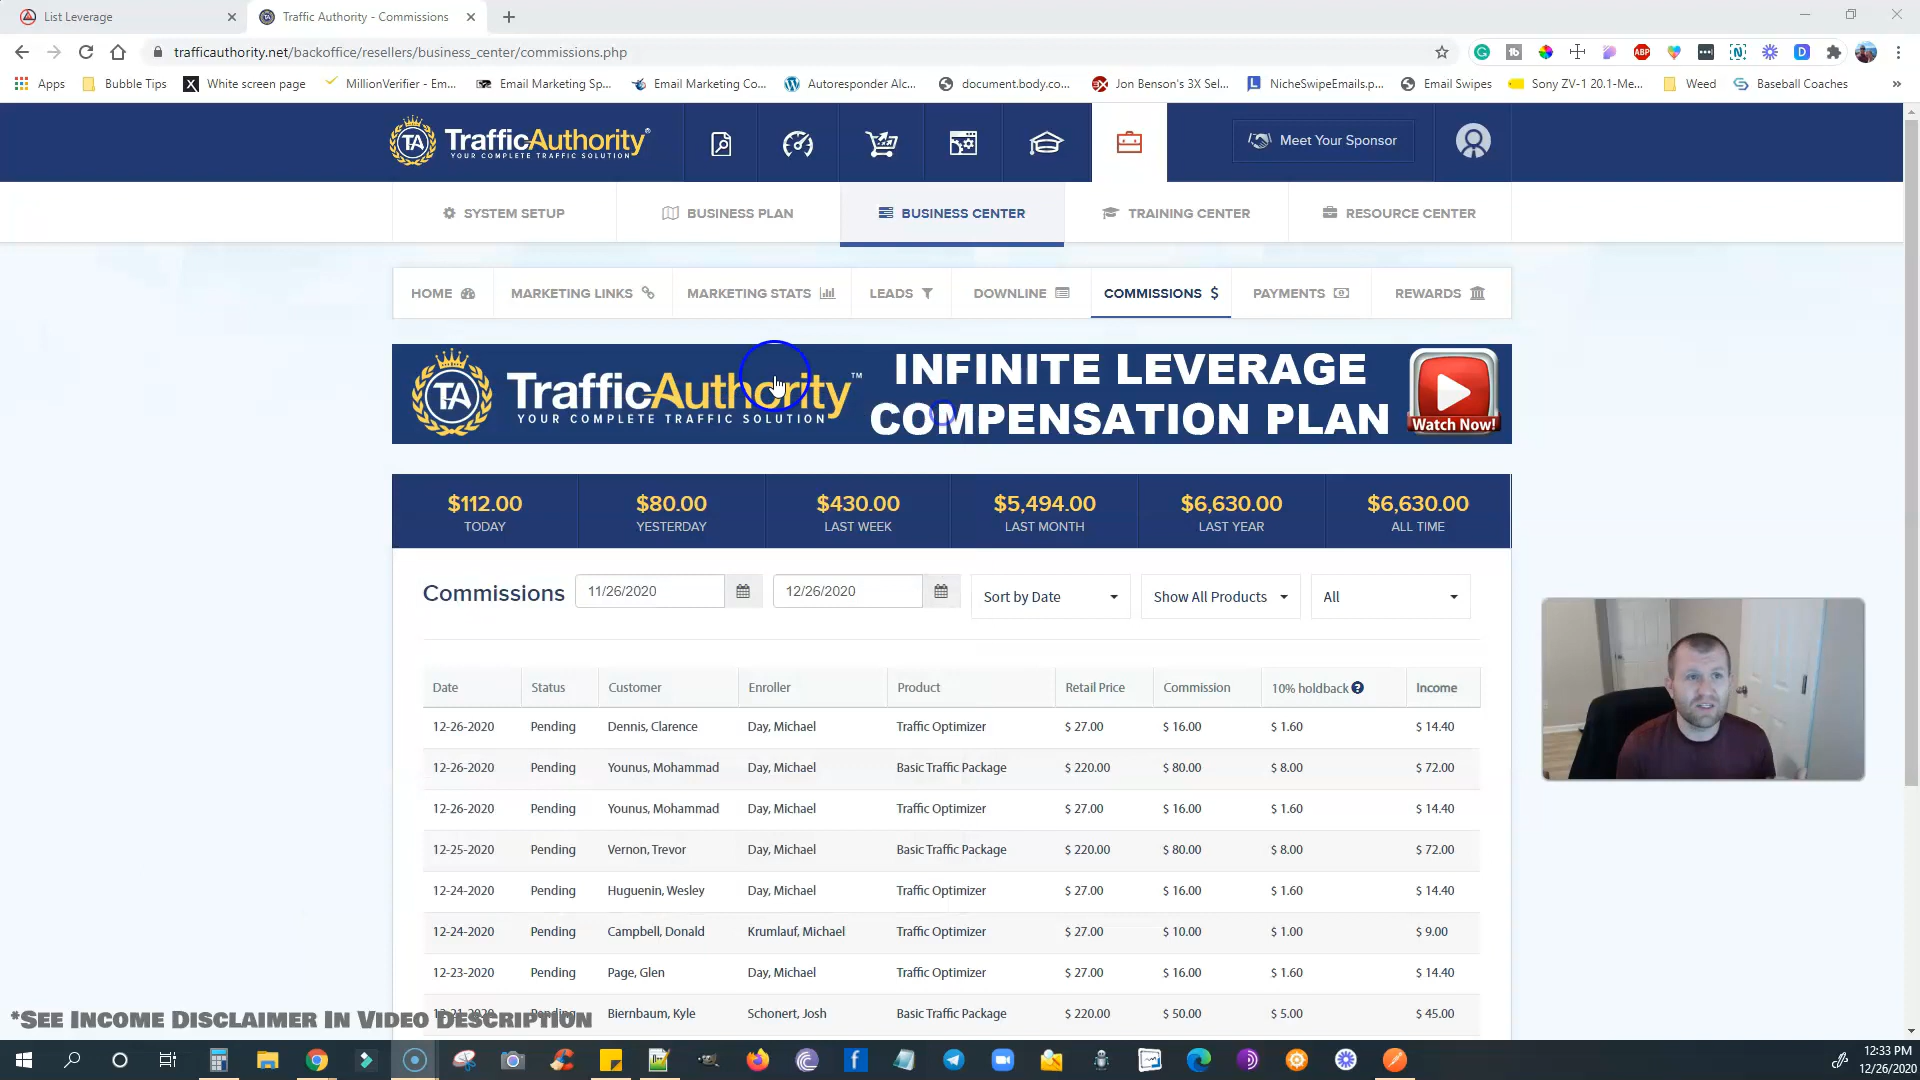 List Leverage
Traffic Authority - Commissions
trafficauthority.net/backoffice/resellers/business_center/commissions.php
Apps
Bubble Tips
White screen page
MillionVerifier - Em...
Email Marketing Sp...
Email Marketing Co...
Autoresponder Alc...
document.body.co...
Jon Benson's 3X Sel...
NicheSwipeEmails.p...
Email Swipes
Sony ZV-1 20.1-Me...
Weed
Baseball Coaches
»
TA TrafficAuthority®
YOUR COMPLETE TRAFFIC SOLUTION
Meet Your Sponsor
SYSTEM SETUP
BUSINESS PLAN
BUSINESS CENTER
TRAINING CENTER
RESOURCE CENTER
HOME
MARKETING LINKS
MARKETING STATS
LEADS
DOWNLINE
COMMISSIONS $
PAYMENTS
REWARDS
TA TrafficAuthority™
YOUR COMPLETE TRAFFIC SOLUTION
INFINITE LEVERAGE
COMPENSATION PLAN
Watch Now!
$112.00 $80.00 $430.00 $5,494.00 $6,630.00 $6,630.00
TODAY YESTERDAY LAST WEEK LAST MONTH LAST YEAR ALL TIME
Commissions 11/26/2020 12/26/2020 Sort by Date Show All Products All
Date Status Customer Enroller Product Retail Price Commission 10% holdback ? Income
12-26-2020 Pending Dennis, Clarence Day, Michael Traffic Optimizer $ 27.00 $ 16.00 $ 1.60 $ 14.40
12-26-2020 Pending Younus, Mohammad Day, Michael Basic Traffic Package $ 220.00 $ 80.00 $ 8.00 $ 72.00
12-26-2020 Pending Younus, Mohammad Day, Michael Traffic Optimizer $ 27.00 $ 16.00 $ 1.60 $ 14.40
12-25-2020 Pending Vernon, Trevor Day, Michael Basic Traffic Package $ 220.00 $ 80.00 $ 8.00 $ 72.00
12-24-2020 Pending Huguenin, Wesley Day, Michael Traffic Optimizer $ 27.00 $ 16.00 $ 1.60 $ 14.40
12-24-2020 Pending Campbell, Donald Krumlauf, Michael Traffic Optimizer $ 27.00 $ 10.00 $ 1.00 $ 9.00
12-23-2020 Pending Page, Glen Day, Michael Traffic Optimizer $ 27.00 $ 16.00 $ 1.60 $ 14.40
12-21-2020 Pending Biernbaum, Kyle Schonert, Josh Basic Traffic Package $ 220.00 $ 50.00 $ 5.00 $ 45.00
*SEE INCOME DISCLAIMER IN VIDEO DESCRIPTION
12:33 PM
12/26/2020